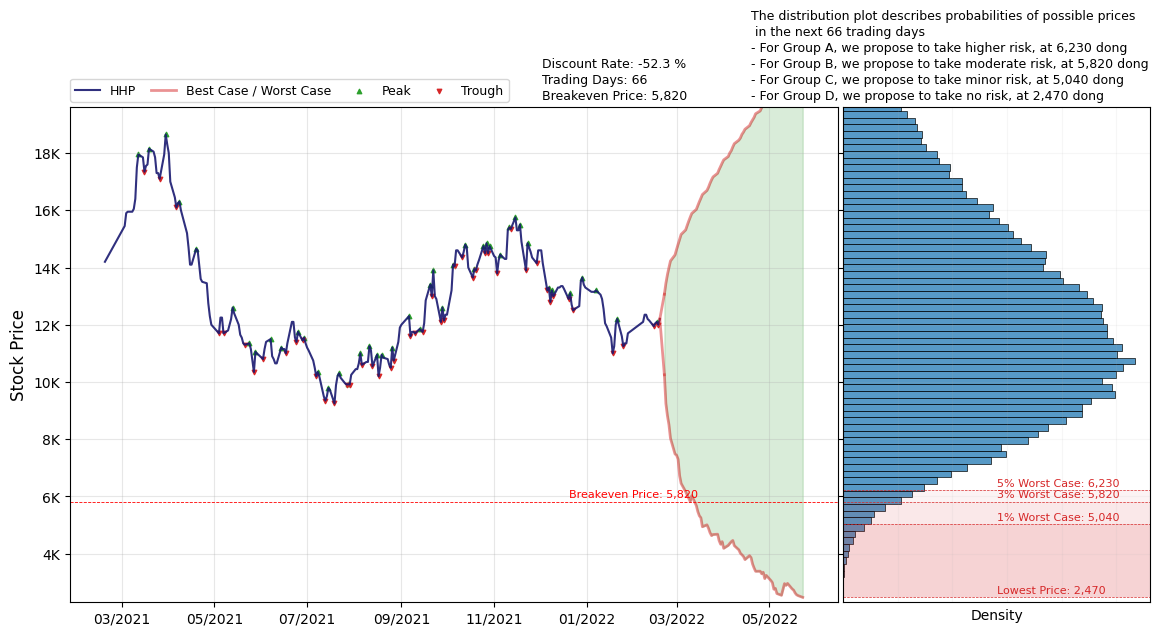 The distribution plot describes probabilities of possible prices
in the next 66 trading days
- For Group A, we propose to take higher risk, at 6,230 dong
- For Group B, we propose to take moderate risk, at 5,820 dong
- For Group C, we propose to take minor risk, at 5,040 dong
- For Group D, we propose to take no risk, at 2,470 dong
Discount Rate: -52.3 %
Trading Days: 66
Breakeven Price: 5,820
HHP
Best Case / Worst Case
Peak
Trough
Stock Price
18K
16K
14K
12K
10K
8K
6K
4K
Breakeven Price: 5,820
5% Worst Case: 6,230
3% Worst Case: 5,820
1% Worst Case: 5,040
Lowest Price: 2,470
03/2021
05/2021
07/2021
09/2021
11/2021
01/2022
03/2022
05/2022
Density